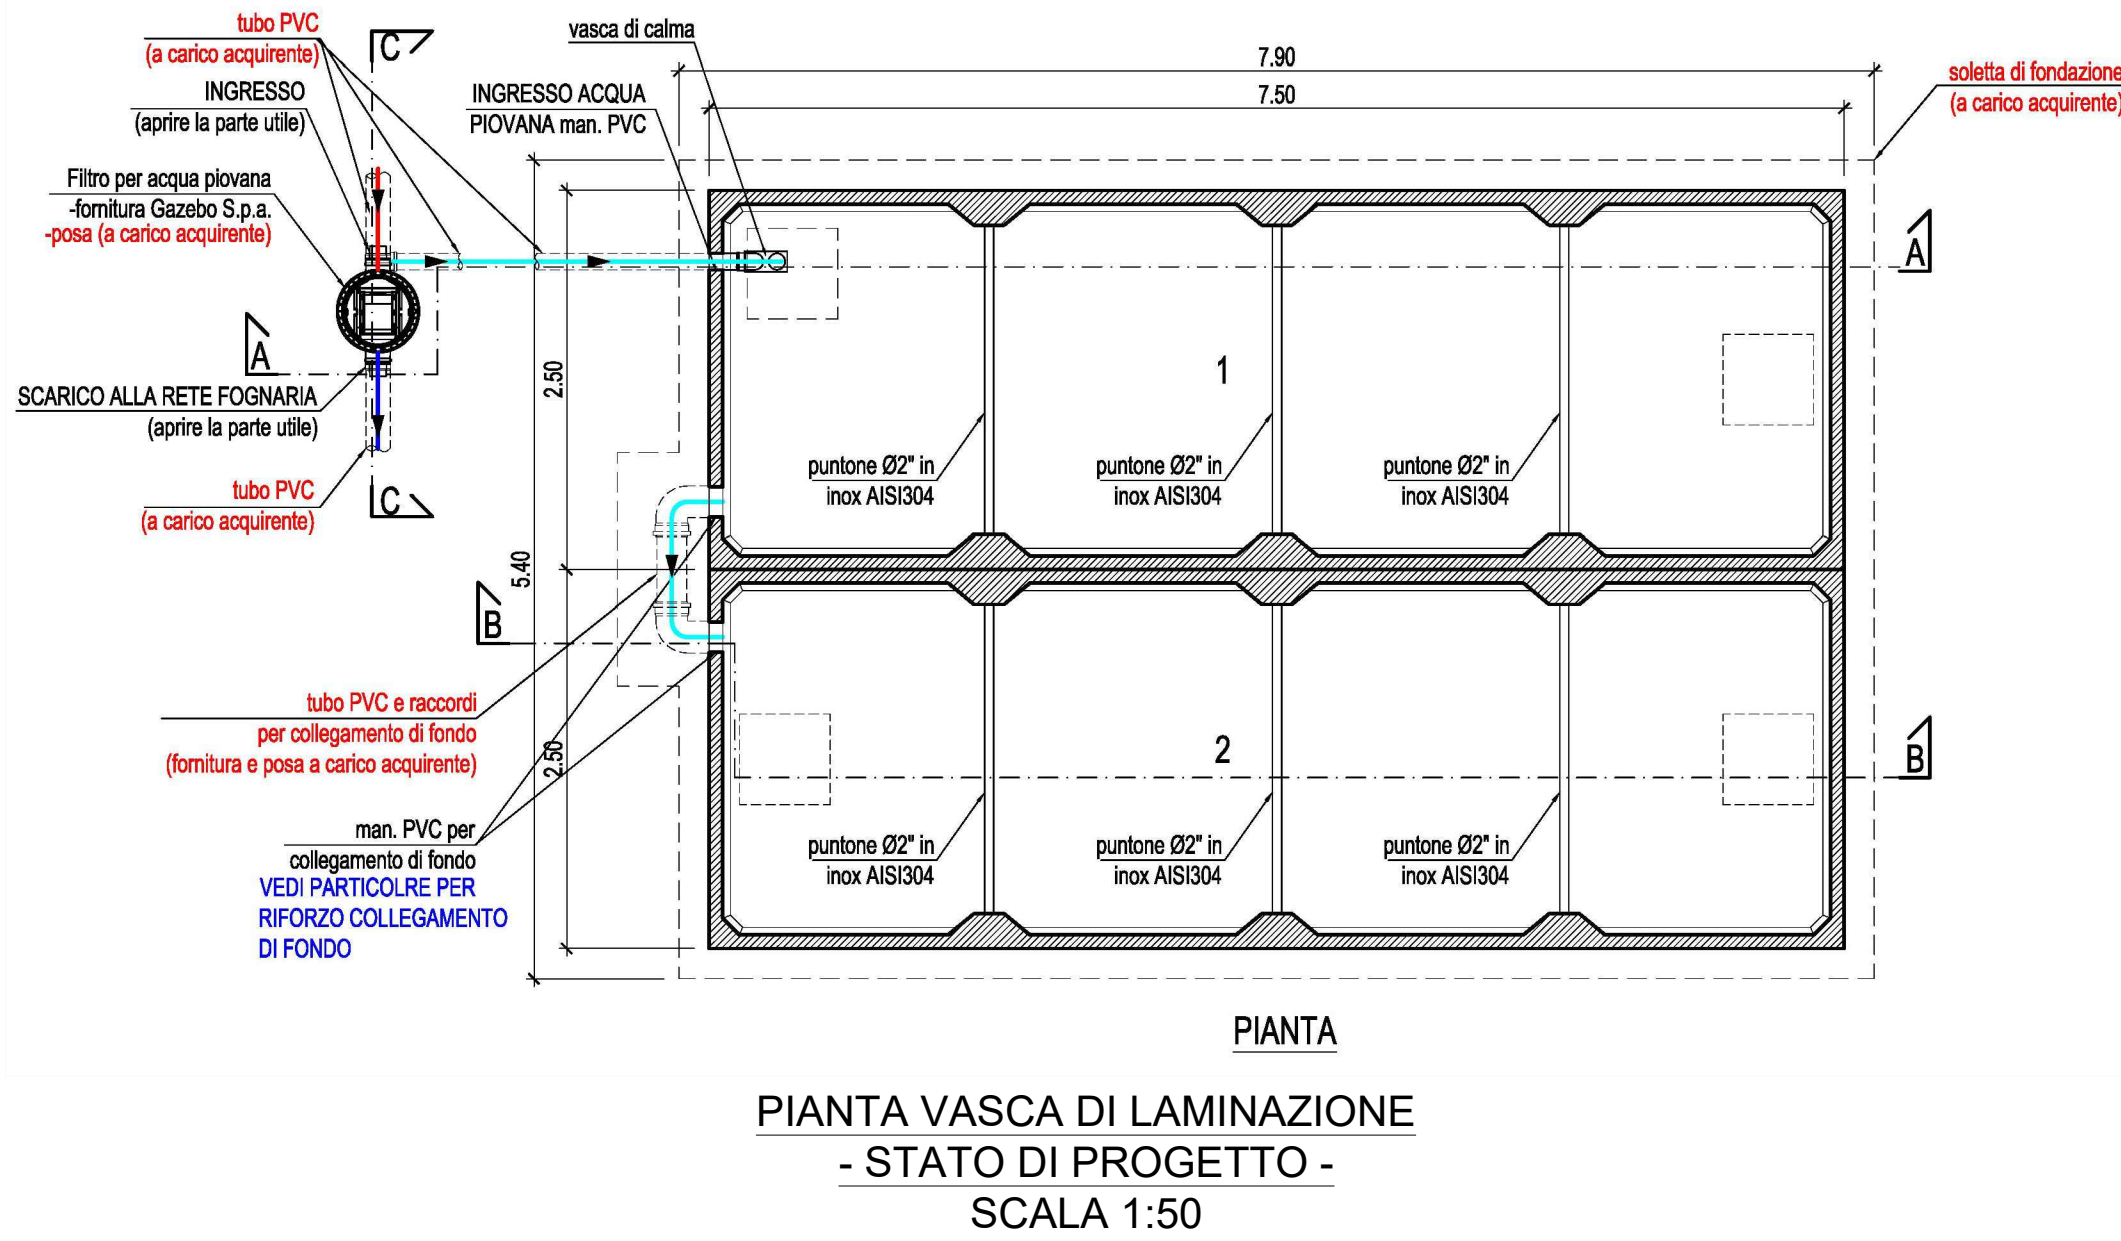 tubo PVC
(a carico acquirente)
INGRESSO
(aprire la parte utile)
Filtro per acqua piovana
-fornitura Gazebo S.p.a.
-posa (a carico acquirente)
C
vasca di calma
INGRESSO ACQUA
PIOVANA man. PVC
7.90
7.50
soletta di fondazione
(a carico acquirente)
A
A
SCARICO ALLA RETE FOGNARIA
(aprire la parte utile)
tubo PVC
(a carico acquirente)
C
2.50
5.40
2.50
1
puntone Ø2" in
inox AISI304
puntone Ø2" in
inox AISI304
puntone Ø2" in
inox AISI304
B
B
tubo PVC e raccordi
per collegamento di fondo
(fornitura e posa a carico acquirente)
man. PVC per
collegamento di fondo
VEDI PARTICOLRE PER
RIFORZO COLLEGAMENTO
DI FONDO
2
puntone Ø2" in
inox AISI304
puntone Ø2" in
inox AISI304
puntone Ø2" in
inox AISI304
PIANTA
PIANTA VASCA DI LAMINAZIONE
- STATO DI PROGETTO -
SCALA 1:50